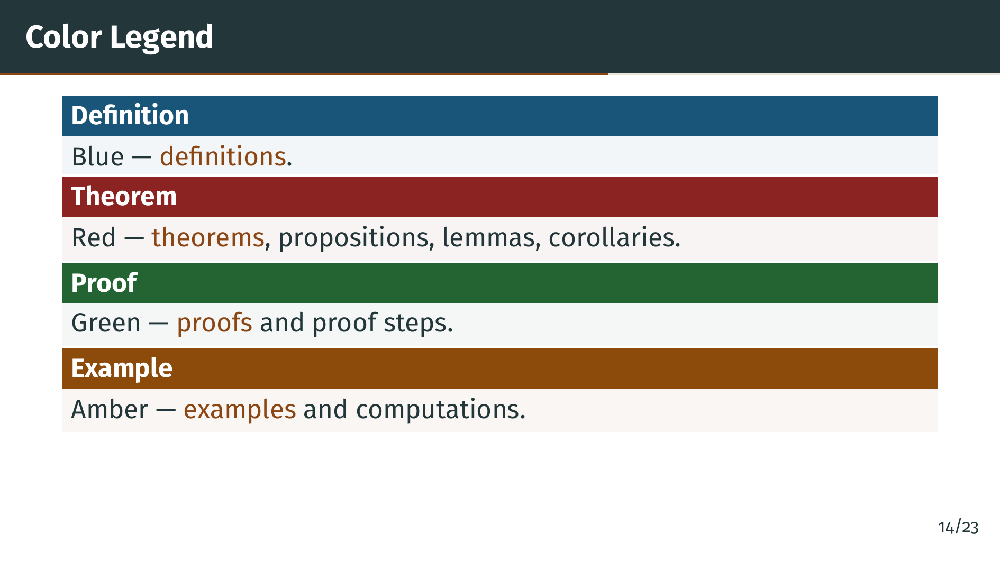 Color Legend
Definition
Blue — definitions.
Theorem
Red — theorems, propositions, lemmas, corollaries.
Proof
Green — proofs and proof steps.
Example
Amber — examples and computations.
14/23